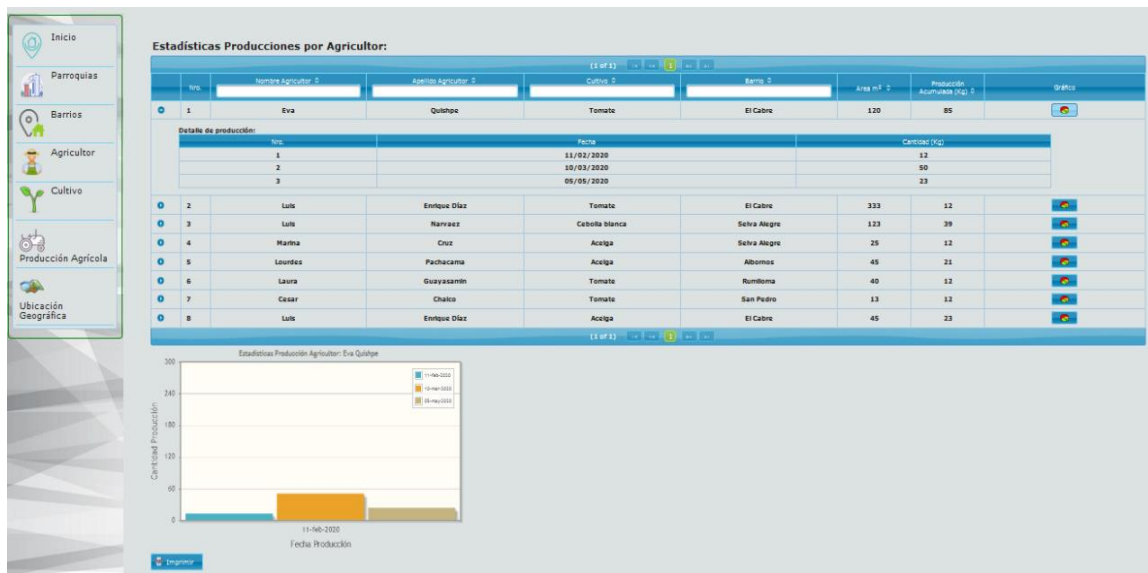 Inicio
Parroquias
Barrios
Agricultor
Cultivo
Producción Agrícola
Ubicación
Geográfica
Estadísticas Producciones por Agricultor:
(1 of 1) 1
Nro. Nombre Agricultor Apellido Agricultor Cultivo Barrio Area m² Producción Acumulada (Kg) Gráfico
1 Eva Quishpe Tomate El Cabre 120 85
Detalle de producción:
Nro. Fecha Cantidad (Kg)
1 11/02/2020 12
2 10/03/2020 50
3 05/05/2020 23
2 Luis Enrique Díaz Tomate El Cabre 333 12
3 Luis Narvaez Cebolla blanca Selva Alegre 123 39
4 Marina Cruz Acelga Selva Alegre 25 12
5 Lourdes Pachacama Acelga Albornos 45 21
6 Laura Guayasamin Tomate Rumiloma 40 12
7 Cesar Chalco Tomate San Pedro 13 12
8 Luis Enrique Díaz Acelga El Cabre 45 23
(1 of 1) 1
Estadísticas Producción Agricultor: Eva Quishpe
300
240
180
120
60
0
Cantidad Producción
11-feb-2020
10-mar-2020
05-may-2020
11-feb-2020
Fecha Producción
Imprimir